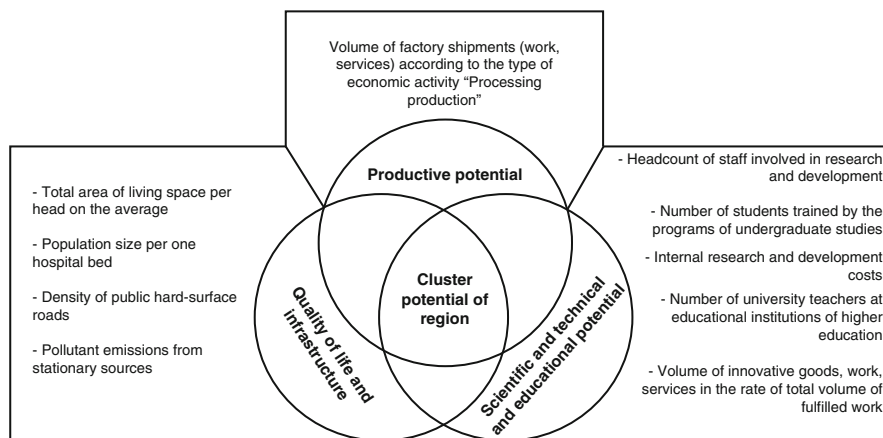 Volume of factory shipments (work,
services) according to the type of
economic activity “Processing
production”
Productive potential
- Total area of living space per
head on the average
- Population size per one
hospital bed
- Density of public hard-surface
roads
- Pollutant emissions from
stationary sources
Cluster
potential of
region
Quality of life and
infrastructure
Scientific and technical
and educational potential
- Headcount of staff involved in research
and development
- Number of students trained by the
programs of undergraduate studies
- Internal research and development
costs
- Number of university teachers at
educational institutions of higher
education
- Volume of innovative goods, work,
services in the rate of total volume of
fulfilled work